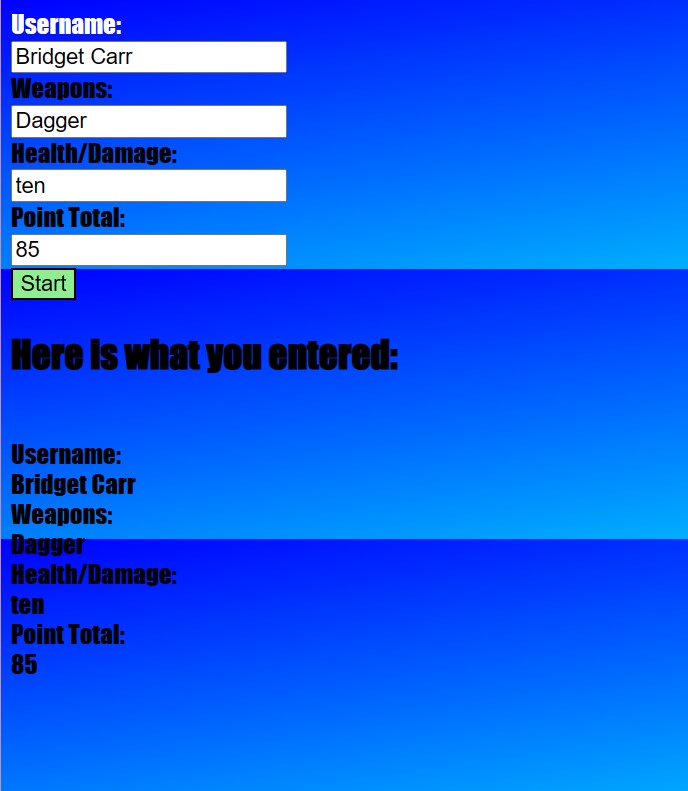 Username:
Bridget Carr
Weapons:
Dagger
Health/Damage:
ten
Point Total:
85
Start
Here is what you entered:
Username:
Bridget Carr
Weapons:
Dagger
Health/Damage:
ten
Point Total:
85